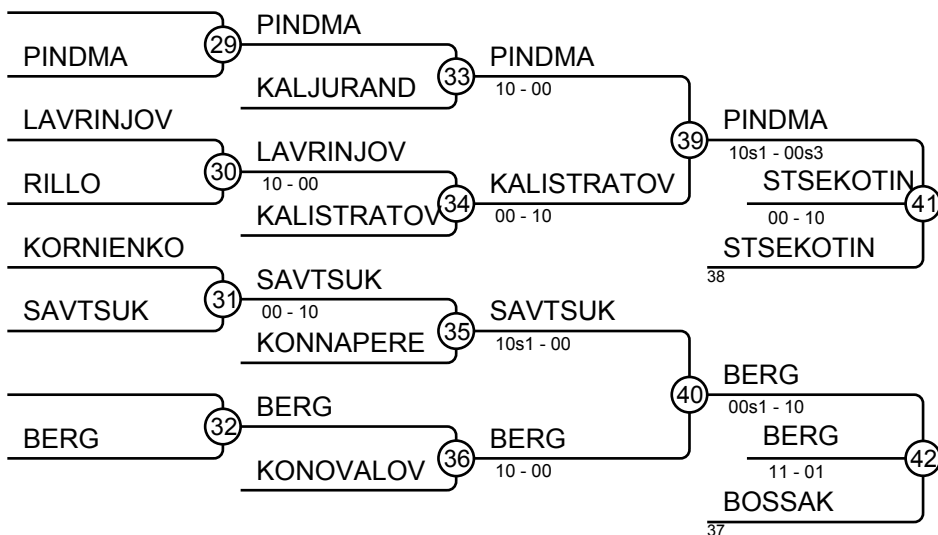 PINDMA
29
PINDMA
KALJURAND
33
PINDMA
10 - 00
LAVRINJOV
RILLO
30
LAVRINJOV
10 - 00
KALISTRATOV
34
KALISTRATOV
00 - 10
39
PINDMA
10s1 - 00s3
STSEKOTIN
00 - 10
STSEKOTIN
38
41
KORNIENKO
SAVTSUK
31
SAVTSUK
00 - 10
KONNAPERE
35
SAVTSUK
10s1 - 00
BERG
32
BERG
KONOVALOV
36
BERG
10 - 00
40
BERG
00s1 - 10
BERG
11 - 01
BOSSAK
37
42